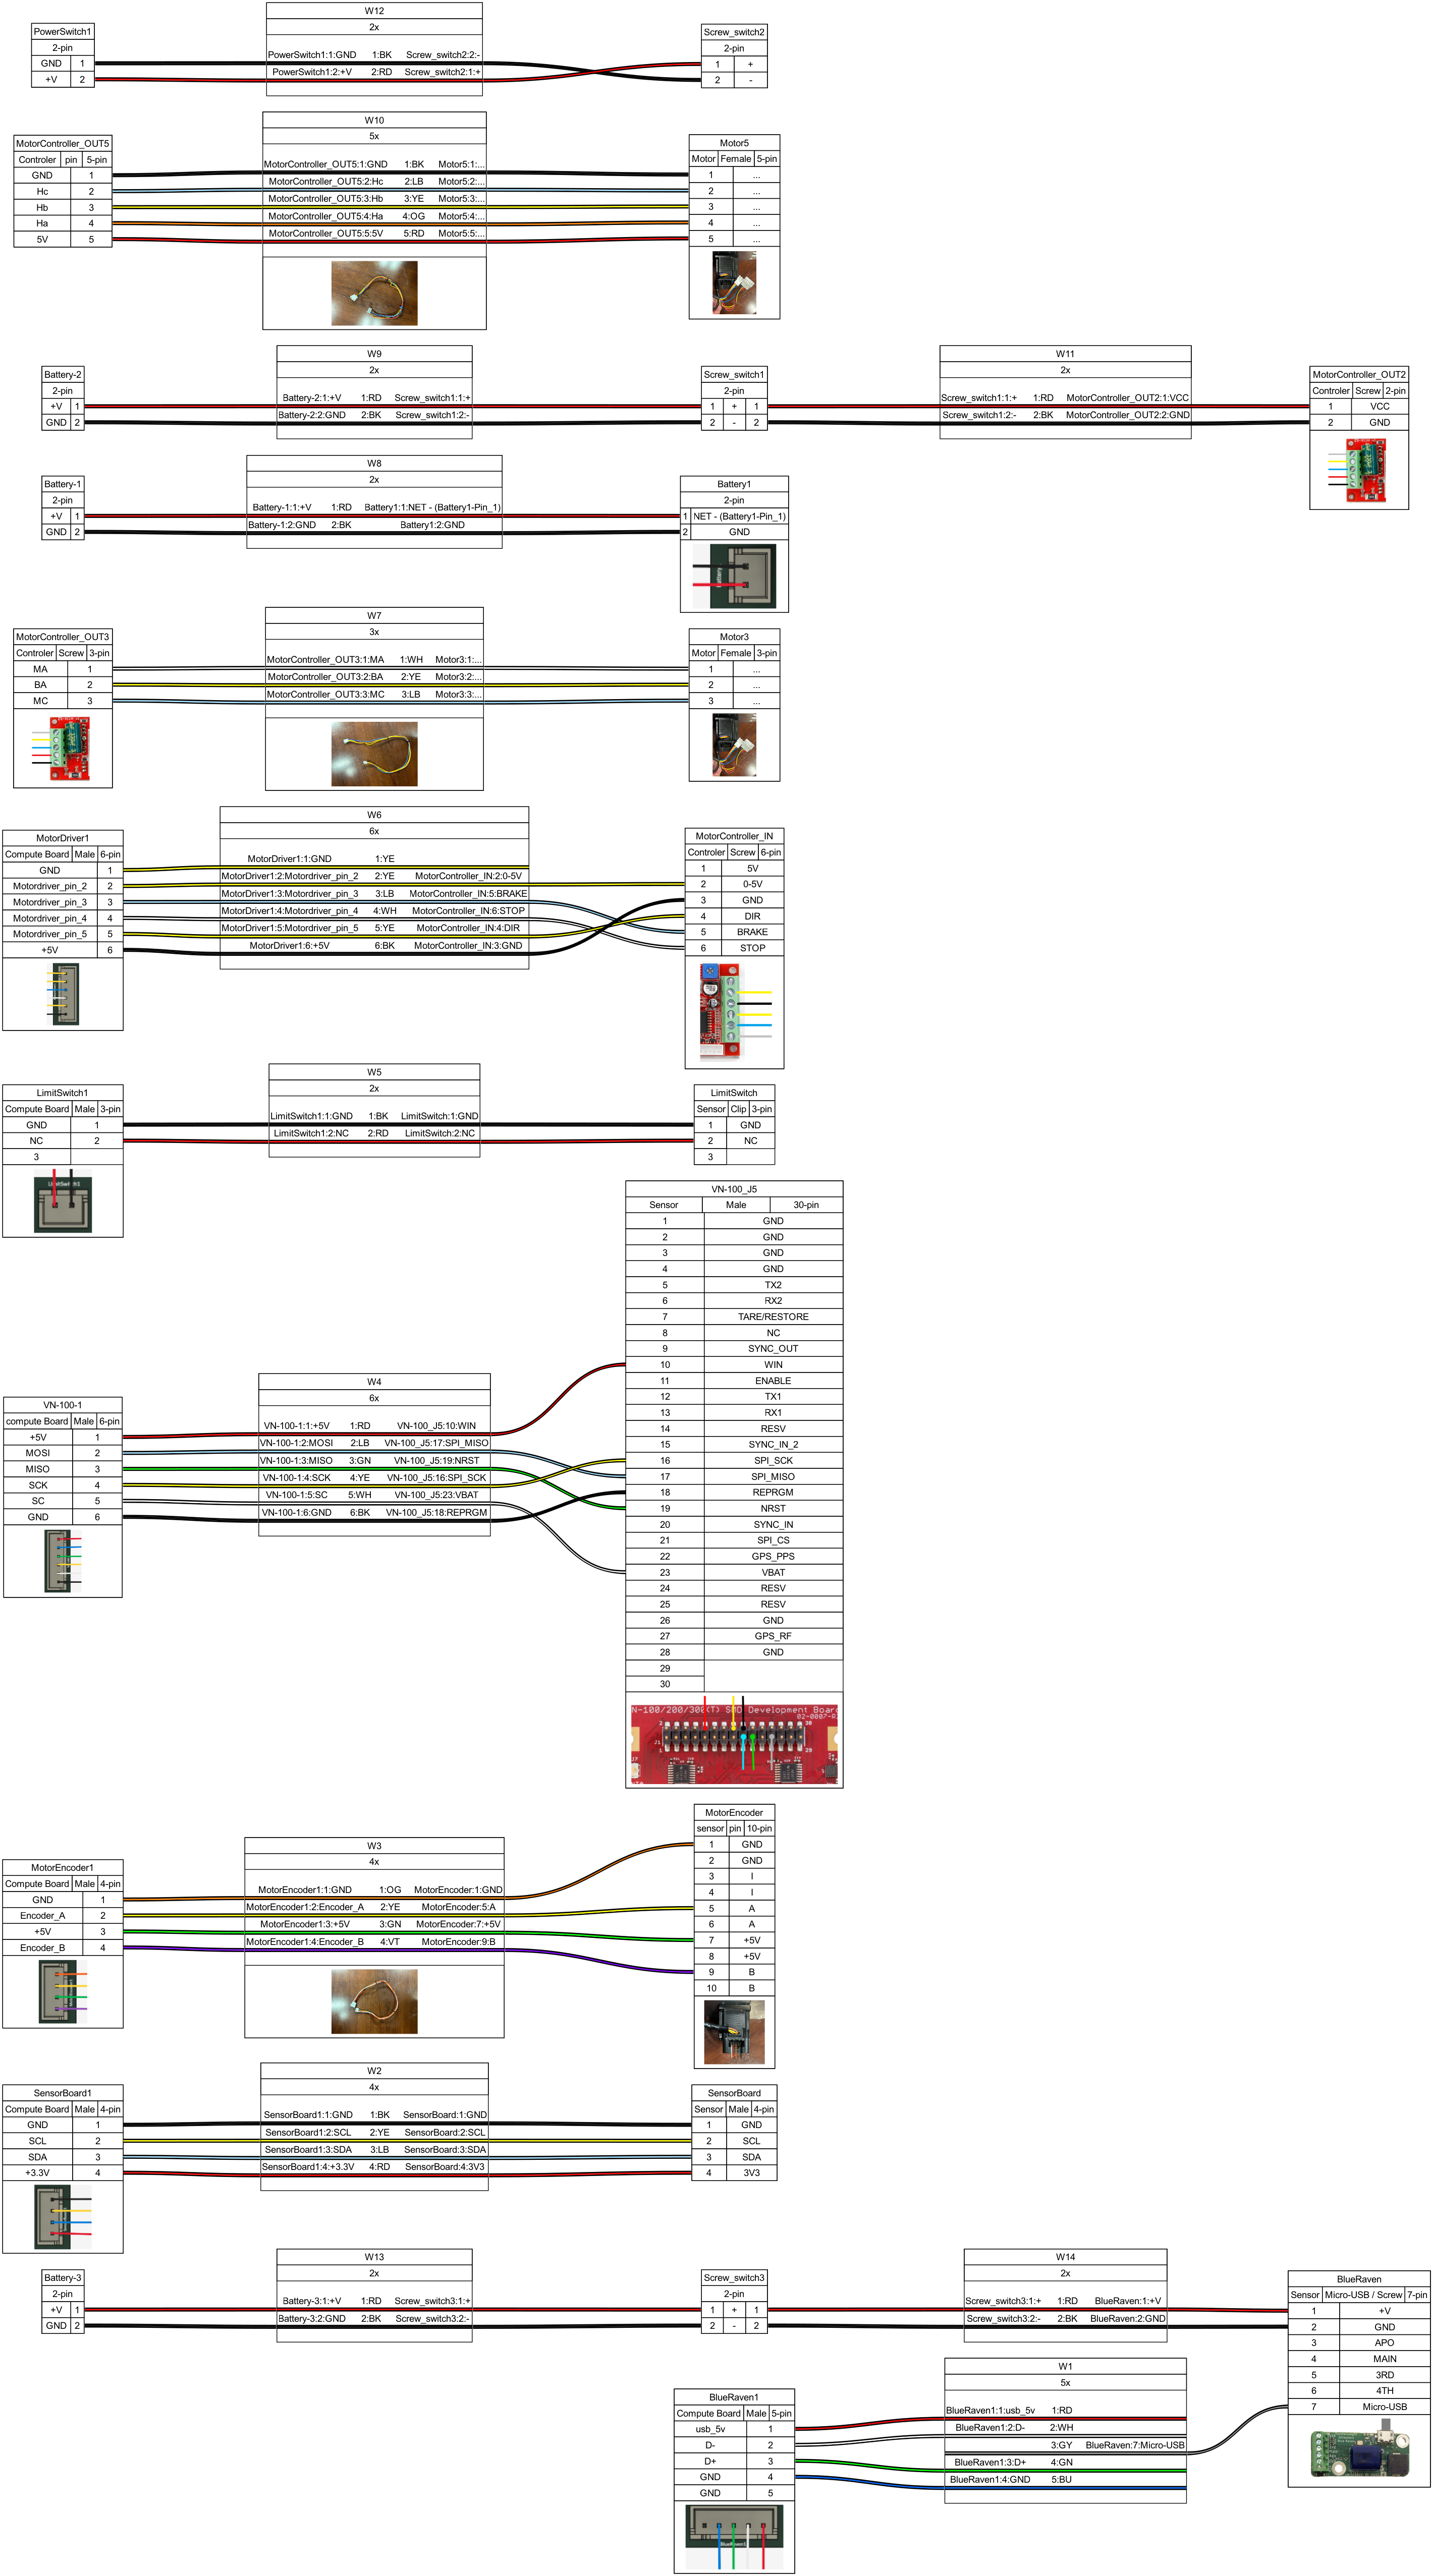 W12
2x
PowerSwitch1
2-pin
GND 1
+V 2
PowerSwitch1:1:GND 1:BK Screw_switch2:2:-
PowerSwitch1:2:+V 2:RD Screw_switch2:1:+
Screw_switch2
2-pin
1 +
2 -
W10
5x
MotorController_OUT5
Controler pin 5-pin
GND 1
Hc 2
Hb 3
Ha 4
5V 5
MotorController_OUT5:1:GND 1:BK Motor5:1:...
MotorController_OUT5:2:Hc 2:LB Motor5:2:...
MotorController_OUT5:3:Hb 3:YE Motor5:3:...
MotorController_OUT5:4:Ha 4:OG Motor5:4:...
MotorController_OUT5:5:5V 5:RD Motor5:5:...
Motor5
Motor Female 5-pin
1 ...
2 ...
3 ...
4 ...
5 ...
W9
2x
Battery-2
2-pin
+V 1
GND 2
Battery-2:1:+V 1:RD Screw_switch1:1:+
Battery-2:2:GND 2:BK Screw_switch1:2:-
Screw_switch1
2-pin
1 + 1
2 - 2
W11
2x
Screw_switch1:1:+ 1:RD MotorController_OUT2:1:VCC
Screw_switch1:2:- 2:BK MotorController_OUT2:2:GND
MotorController_OUT2
Controler Screw 2-pin
1 VCC
2 GND
W8
2x
Battery-1
2-pin
+V 1
GND 2
Battery-1:1:+V 1:RD Battery1:1:NET - (Battery1-Pin_1)
Battery-1:2:GND 2:BK Battery1:2:GND
Battery1
2-pin
1 NET - (Battery1-Pin_1)
2 GND
Battery
W7
3x
MotorController_OUT3
Controler Screw 3-pin
MA 1
BA 2
MC 3
MotorController_OUT3:1:MA 1:WH Motor3:1:...
MotorController_OUT3:2:BA 2:YE Motor3:2:...
MotorController_OUT3:3:MC 3:LB Motor3:3:...
Motor3
Motor Female 3-pin
1 ...
2 ...
3 ...
W6
6x
MotorDriver1
Compute Board Male 6-pin
GND 1
Motordriver_pin_2 2
Motordriver_pin_3 3
Motordriver_pin_4 4
Motordriver_pin_5 5
+5V 6
MotorDriver1:1:GND 1:YE
MotorDriver1:2:Motordriver_pin_2 2:YE MotorController_IN:2:0-5V
MotorDriver1:3:Motordriver_pin_3 3:LB MotorController_IN:5:BRAKE
MotorDriver1:4:Motordriver_pin_4 4:WH MotorController_IN:6:STOP
MotorDriver1:5:Motordriver_pin_5 5:YE MotorController_IN:4:DIR
MotorDriver1:6:+5V 6:BK MotorController_IN:3:GND
MotorController_IN
Controler Screw 6-pin
1 5V
2 0-5V
3 GND
4 DIR
5 BRAKE
6 STOP
W5
2x
LimitSwitch1
Compute Board Male 3-pin
GND 1
NC 2
3
LimitSwitch1
LimitSwitch1:1:GND 1:BK LimitSwitch:1:GND
LimitSwitch1:2:NC 2:RD LimitSwitch:2:NC
LimitSwitch
Sensor Clip 3-pin
1 GND
2 NC
3
W4
6x
VN-100-1
compute Board Male 6-pin
+5V 1
MOSI 2
MISO 3
SCK 4
SC 5
GND 6
VN-100-1:1:+5V 1:RD VN-100_J5:10:WIN
VN-100-1:2:MOSI 2:LB VN-100_J5:17:SPI_MISO
VN-100-1:3:MISO 3:GN VN-100_J5:19:NRST
VN-100-1:4:SCK 4:YE VN-100_J5:16:SPI_SCK
VN-100-1:5:SC 5:WH VN-100_J5:23:VBAT
VN-100-1:6:GND 6:BK VN-100_J5:18:REPRGM
VN-100_J5
Sensor Male 30-pin
1 GND
2 GND
3 GND
4 GND
5 TX2
6 RX2
7 TARE/RESTORE
8 NC
9 SYNC_OUT
10 WIN
11 ENABLE
12 TX1
13 RX1
14 RESV
15 SYNC_IN_2
16 SPI_SCK
17 SPI_MISO
18 REPRGM
19 NRST
20 SYNC_IN
21 SPI_CS
22 GPS_PPS
23 VBAT
24 RESV
25 RESV
26 GND
27 GPS_RF
28 GND
29
30
N-100/200/300(T) SMD Development Board
J1
J7
W3
4x
MotorEncoder1
Compute Board Male 4-pin
GND 1
Encoder_A 2
+5V 3
Encoder_B 4
MotorEncoder1:1:GND 1:OG MotorEncoder:1:GND
MotorEncoder1:2:Encoder_A 2:YE MotorEncoder:5:A
MotorEncoder1:3:+5V 3:GN MotorEncoder:7:+5V
MotorEncoder1:4:Encoder_B 4:VT MotorEncoder:9:B
MotorEncoder
sensor pin 10-pin
1 GND
2 GND
3 I
4 I
5 A
6 A
7 +5V
8 +5V
9 B
10 B
W2
4x
SensorBoard1
Compute Board Male 4-pin
GND 1
SCL 2
SDA 3
+3.3V 4
SensorBoard1:1:GND 1:BK SensorBoard:1:GND
SensorBoard1:2:SCL 2:YE SensorBoard:2:SCL
SensorBoard1:3:SDA 3:LB SensorBoard:3:SDA
SensorBoard1:4:+3.3V 4:RD SensorBoard:4:3V3
SensorBoard
Sensor Male 4-pin
1 GND
2 SCL
3 SDA
4 3V3
W13
2x
Battery-3
2-pin
+V 1
GND 2
Battery-3:1:+V 1:RD Screw_switch3:1:+
Battery-3:2:GND 2:BK Screw_switch3:2:-
Screw_switch3
2-pin
1 + 1
2 - 2
W14
2x
Screw_switch3:1:+ 1:RD BlueRaven:1:+V
Screw_switch3:2:- 2:BK BlueRaven:2:GND
BlueRaven
Sensor Micro-USB / Screw 7-pin
1 +V
2 GND
3 APO
4 MAIN
5 3RD
6 4TH
7 Micro-USB
W1
5x
BlueRaven1
Compute Board Male 5-pin
usb_5v 1
D- 2
D+ 3
GND 4
GND 5
BlueRaven1
BlueRaven1:1:usb_5v 1:RD
BlueRaven1:2:D- 2:WH
3:GY BlueRaven:7:Micro-USB
BlueRaven1:3:D+ 4:GN
BlueRaven1:4:GND 5:BU